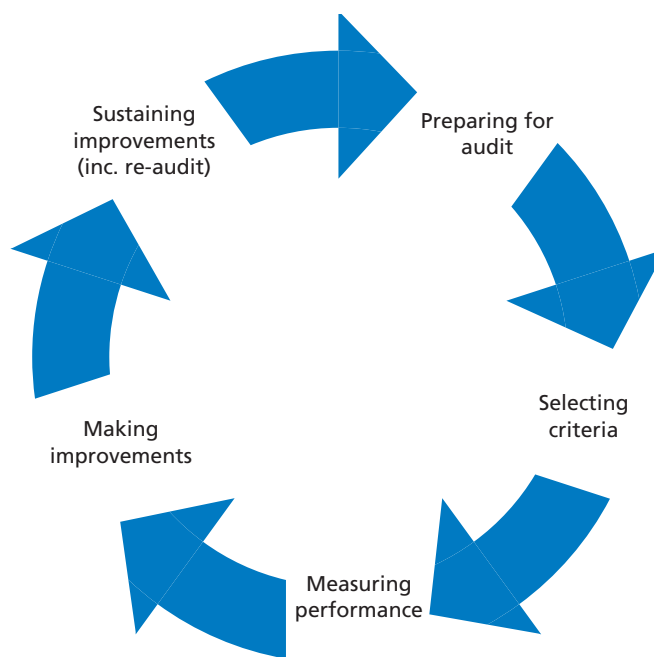 Sustaining
improvements
(inc. re-audit)
Preparing for
audit
Selecting
criteria
Measuring
performance
Making
improvements